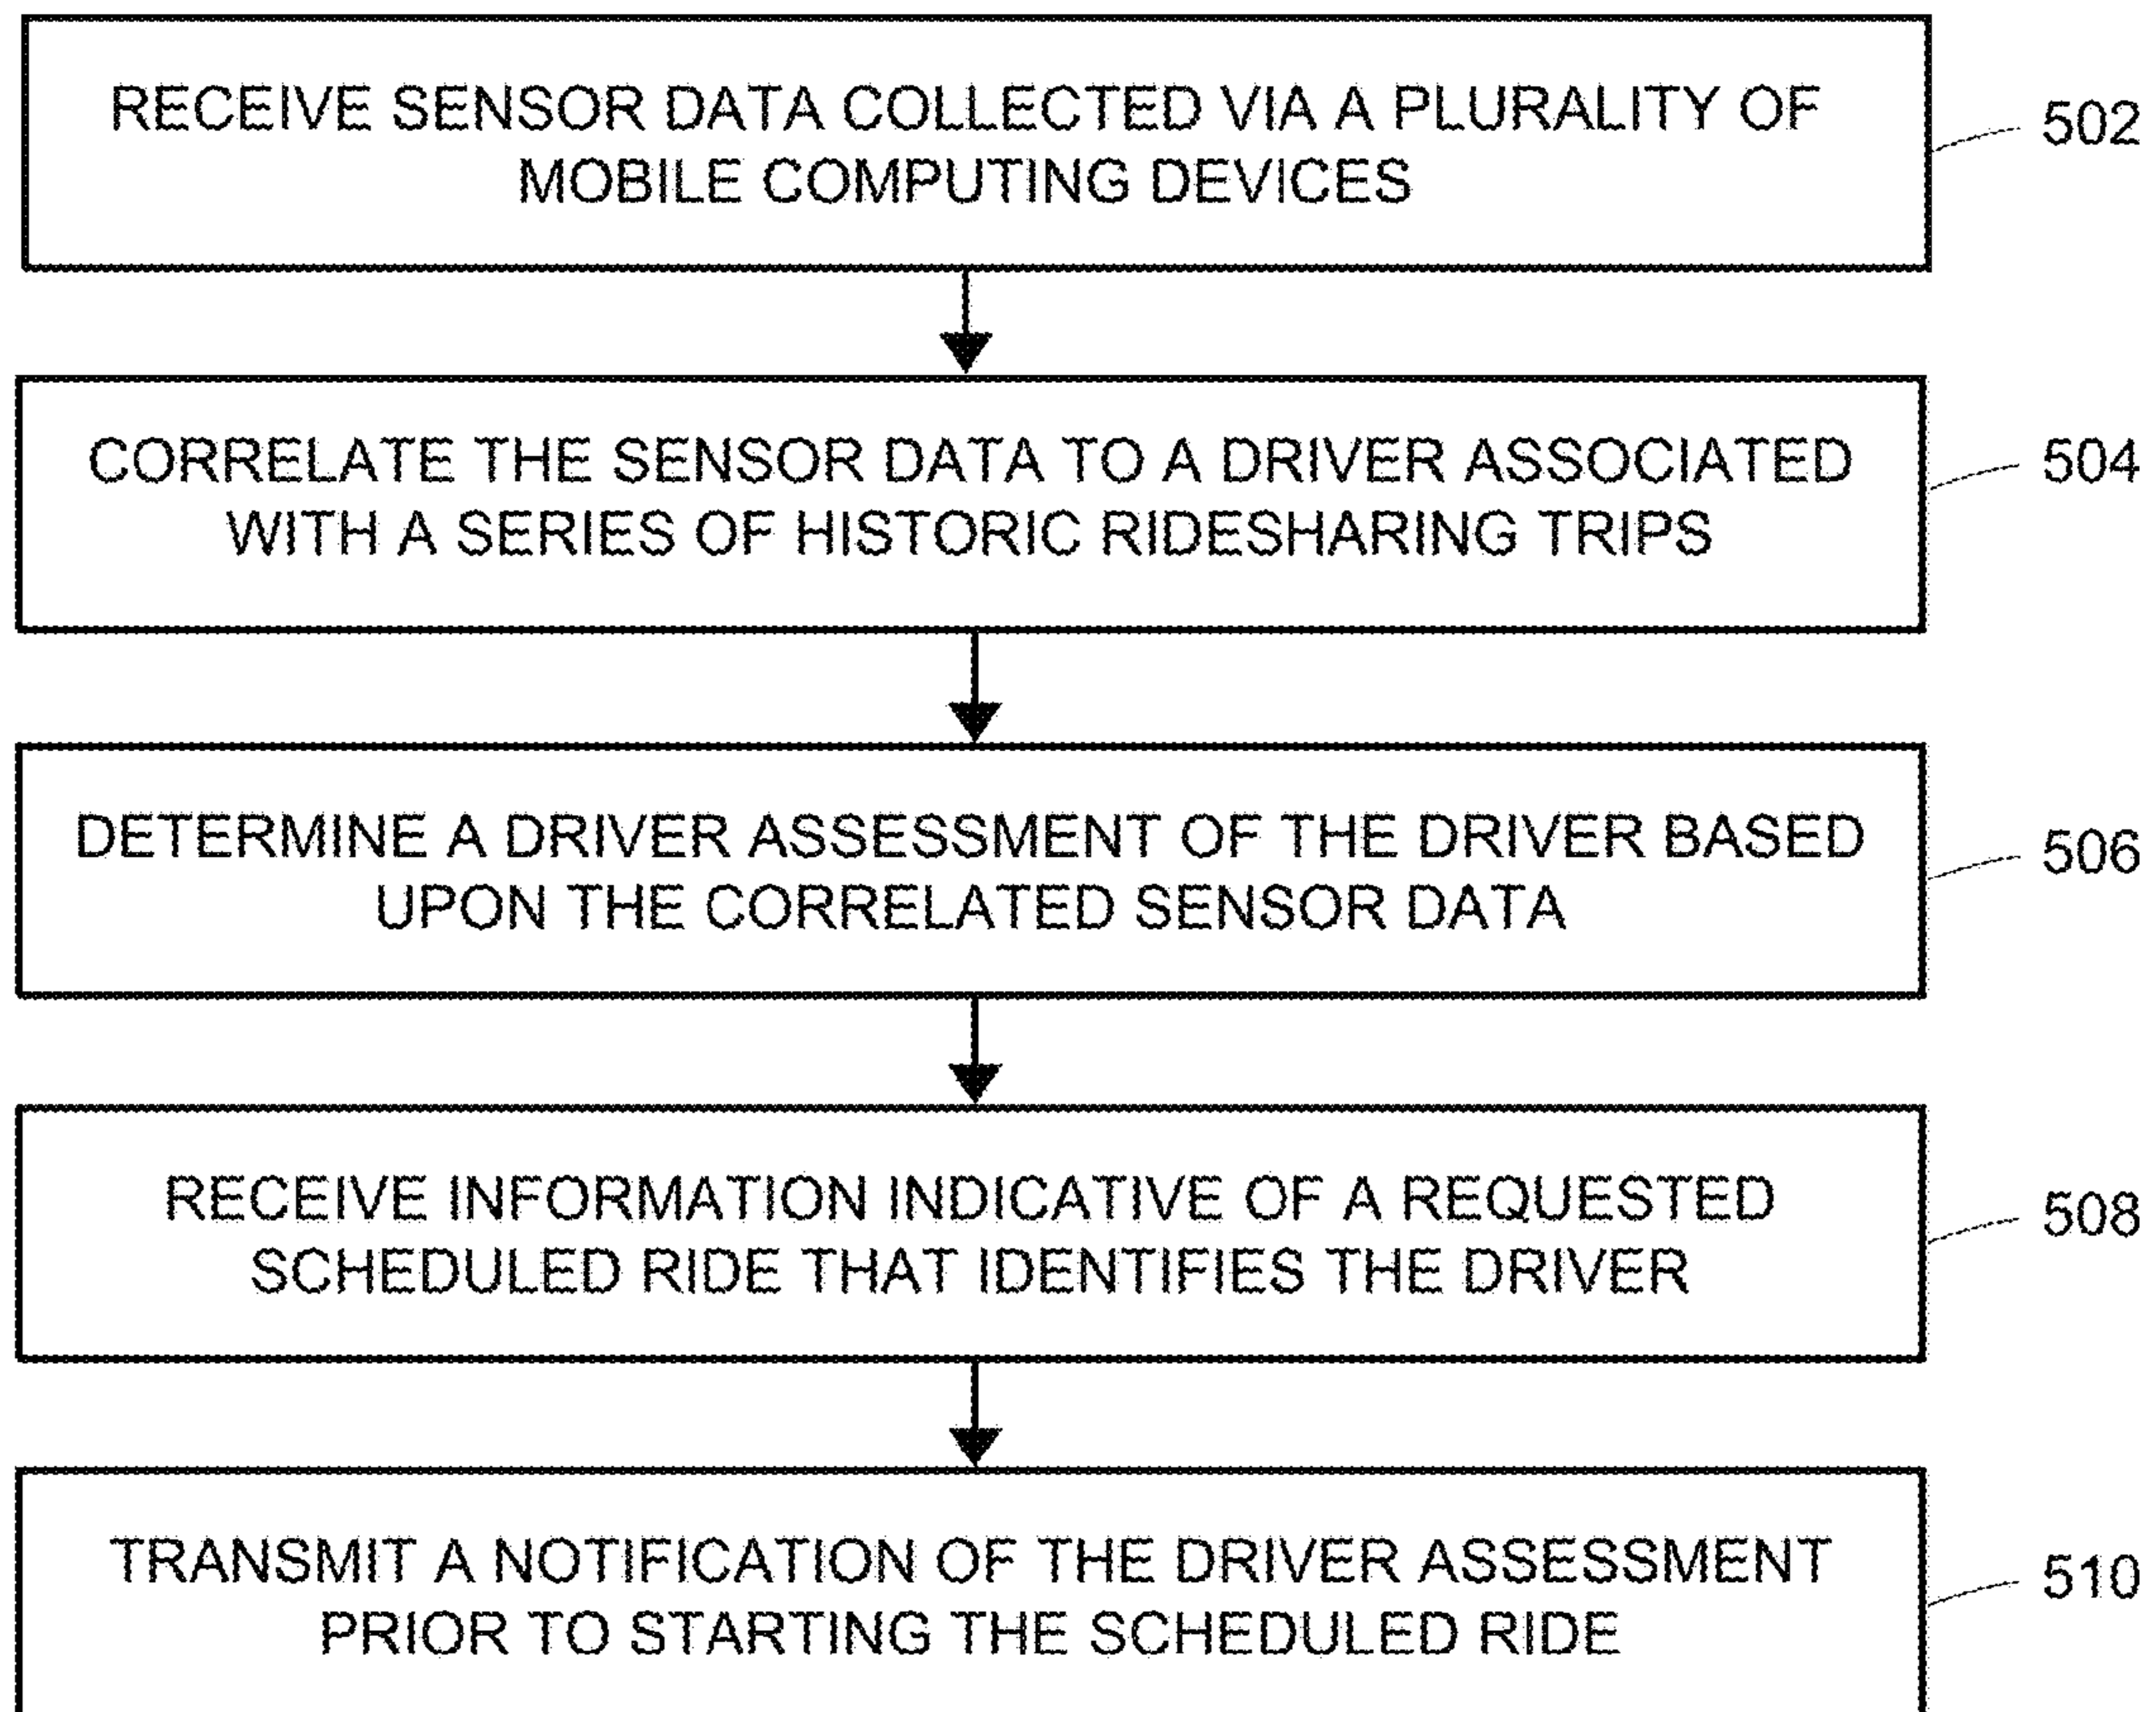 RECEIVE SENSOR DATA COLLECTED VIA A PLURALITY OF
MOBILE COMPUTING DEVICES
502
CORRELATE THE SENSOR DATA TO A DRIVER ASSOCIATED
WITH A SERIES OF HISTORIC RIDESHARING TRIPS
504
DETERMINE A DRIVER ASSESSMENT OF THE DRIVER BASED
UPON THE CORRELATED SENSOR DATA
506
RECEIVE INFORMATION INDICATIVE OF A REQUESTED
SCHEDULED RIDE THAT IDENTIFIES THE DRIVER
508
TRANSMIT A NOTIFICATION OF THE DRIVER ASSESSMENT
PRIOR TO STARTING THE SCHEDULED RIDE
510